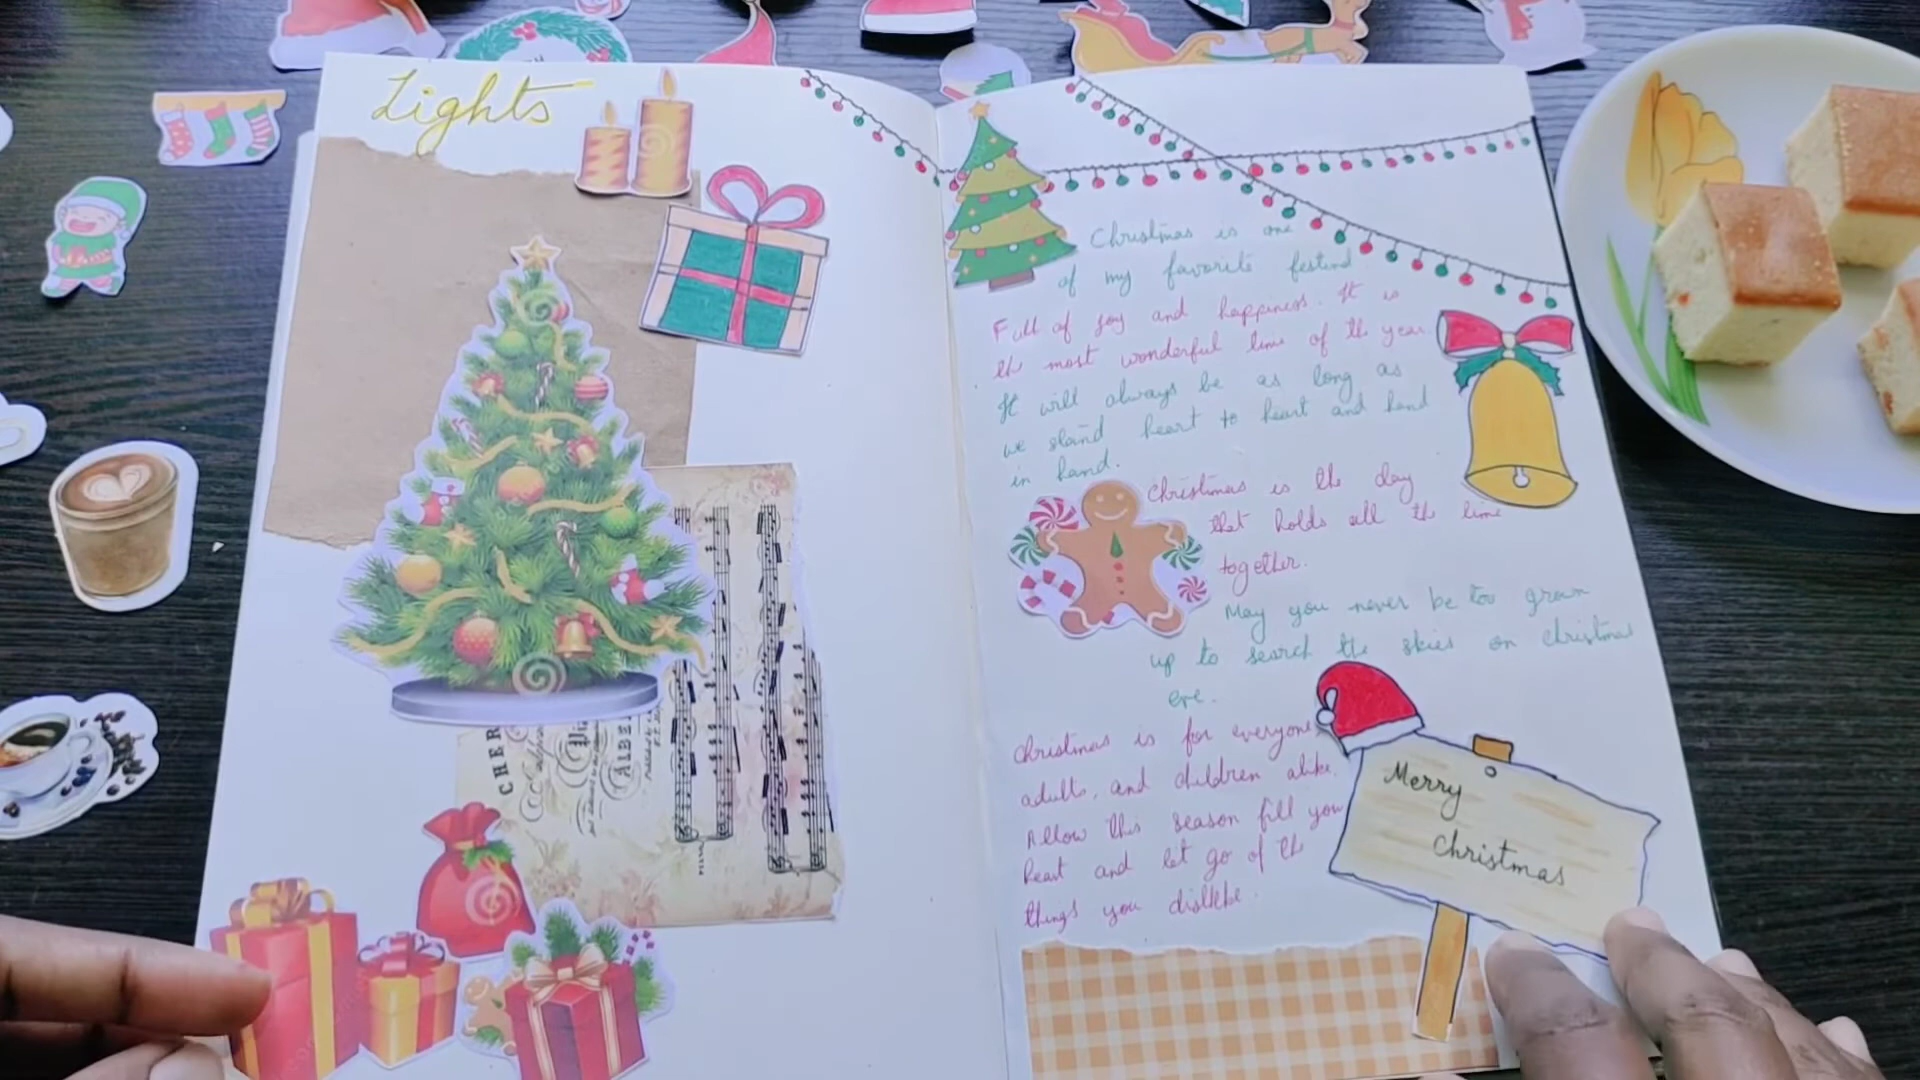 Lights
CHER
ALBE
Christmas is one
of my favorite festend
Full of joy and happiness. It is
the most wonderful time of the year.
It will always be as long as
we stand heart to heart and hand
in hand.
Christmas is the day
that holds all the time
together.
May you never be too grown
up to search the skies on christmas
eve.
Christmas is for everyone
adults, and children alike.
Allow this season fill you
heart and let go of the
things you dislike.
Merry
Christmas